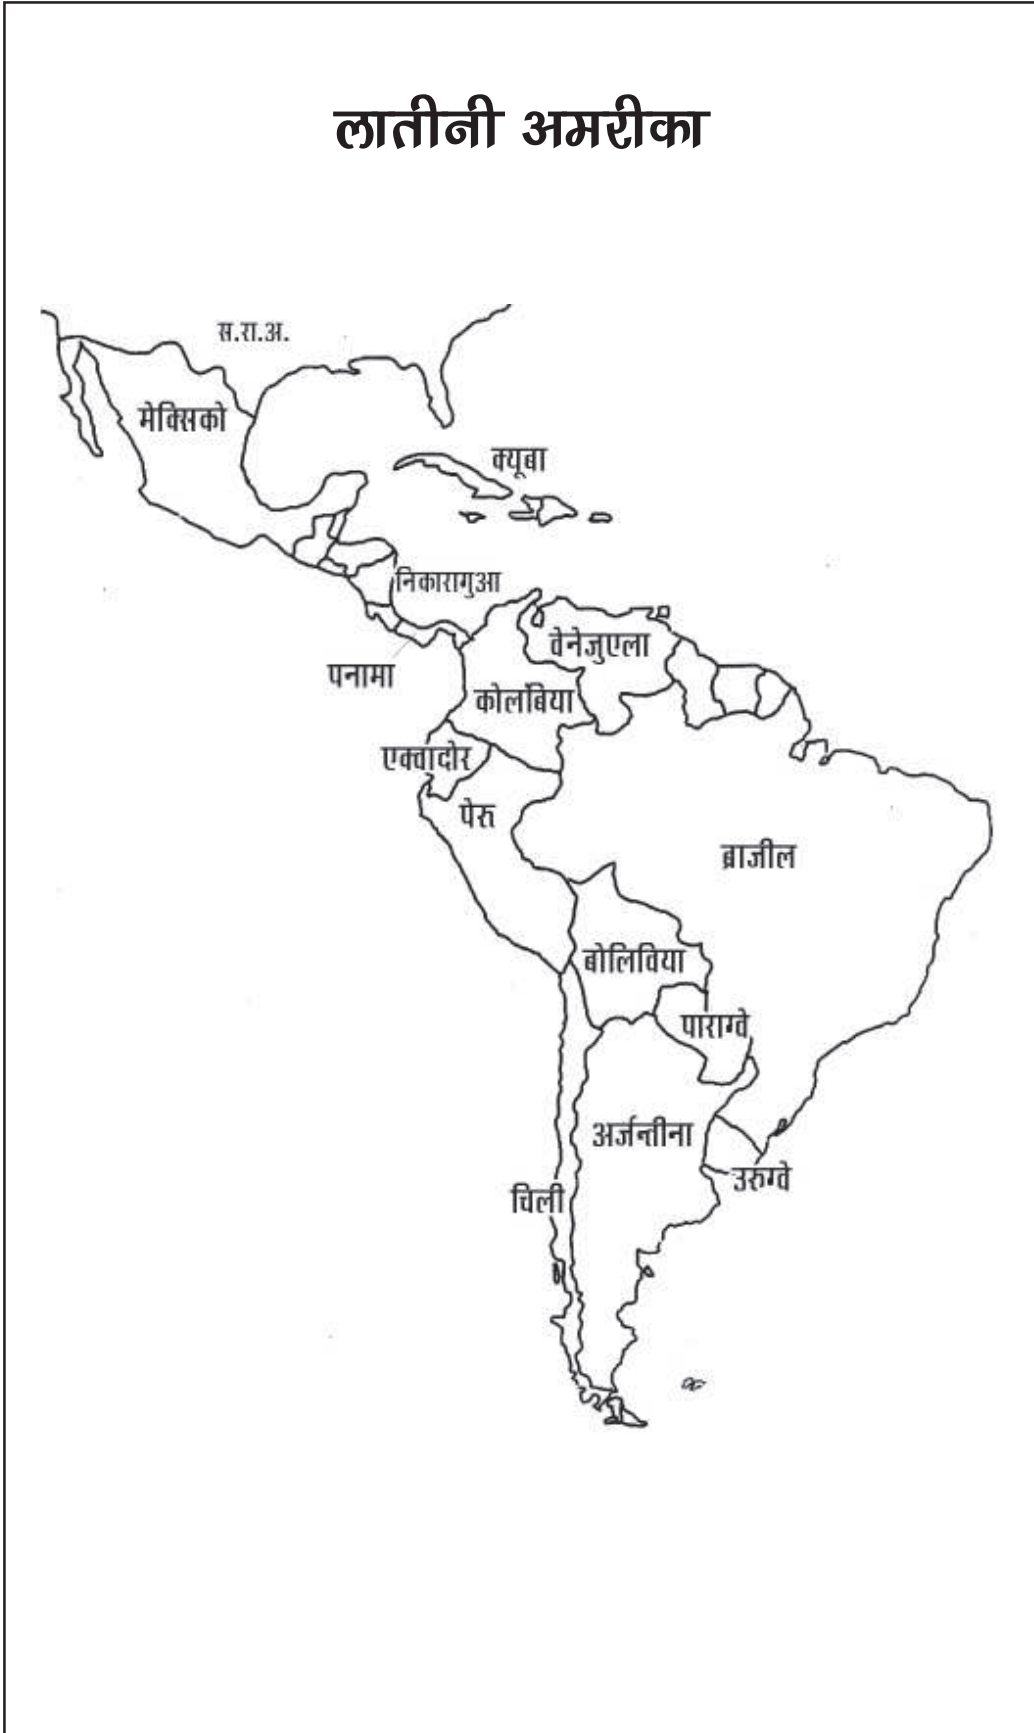 लातीनी अमरीका
स.रा.अ.
मेक्सिको
क्यूबा
निकारागुआ
वेनेजुएला
पनामा
कोलंबिया
एक्वादोर
पेरू
ब्राजील
बोलिविया
पाराग्वे
अर्जन्तीना
उरुग्वे
चिली